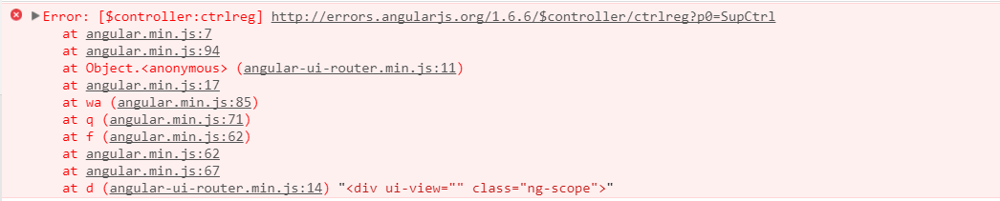 ▶Error: [$controller:ctrlreg] http://errors.angularjs.org/1.6.6/$controller/ctrlreg?p0=SupCtrl
at angular.min.js:7
at angular.min.js:94
at Object.<anonymous> (angular-ui-router.min.js:11)
at angular.min.js:17
at wa (angular.min.js:85)
at q (angular.min.js:71)
at f (angular.min.js:62)
at angular.min.js:62
at angular.min.js:67
at d (angular-ui-router.min.js:14) "<div ui-view="" class="ng-scope">"